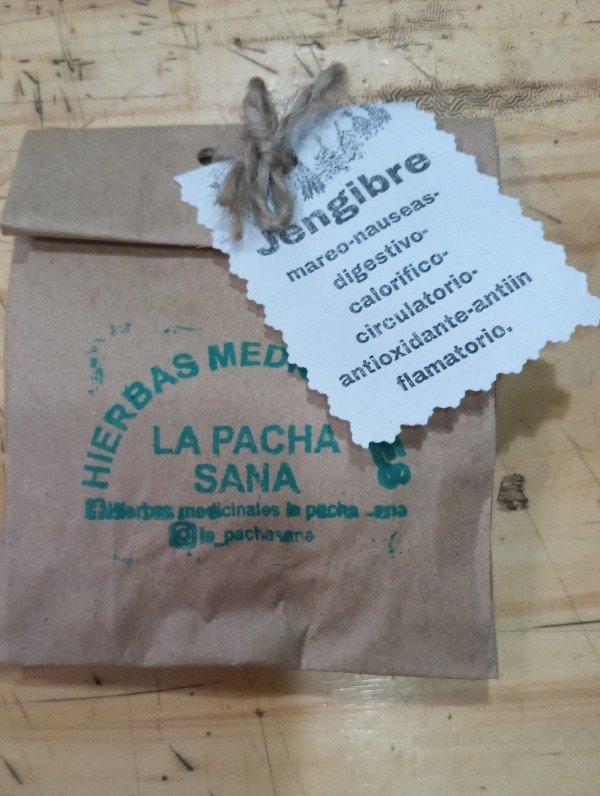 Jengibre
mareo-nauseas-
digestivo-
calorifico-
circulatorio-
antioxidante-antiin
flamatorio.
HIERBAS MED
ES
LA PACHA
SANA
Hierbas medicinales la pacha sana
la_pachasana